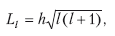 L_l = h√(l(l+1)),